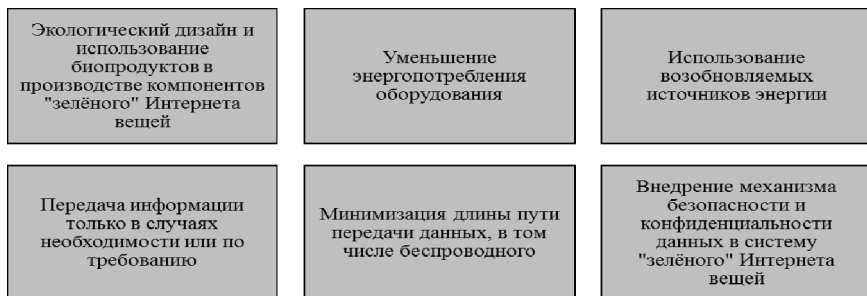 Экологический дизайн и
использование
биопродуктов в
производстве компонентов
"зелёного" Интернета
вещей
Уменьшение
энергопотребления
оборудования
Использование
возобновляемых
источников энергии
Передача информации
только в случаях
необходимости или по
требованию
Минимизация длины пути
передачи данных, в том
числе беспроводного
Внедрение механизма
безопасности и
конфиденциальности
данных в систему
"зелёного" Интернета
вещей